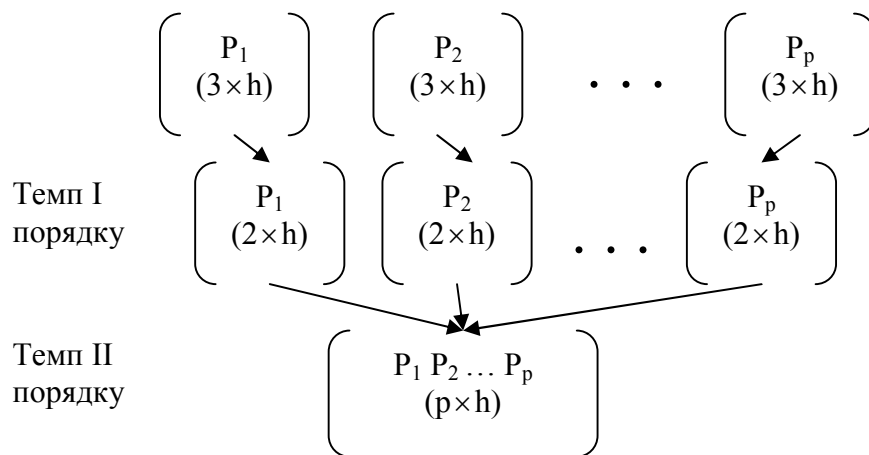 P₁ P₂ Pₚ
(3×h) (3×h) . . . (3×h)
Темп I
порядку
P₁ P₂ Pₚ
(2×h) (2×h) . . . (2×h)
Темп II
порядку
P₁ P₂ … Pₚ
(p×h)